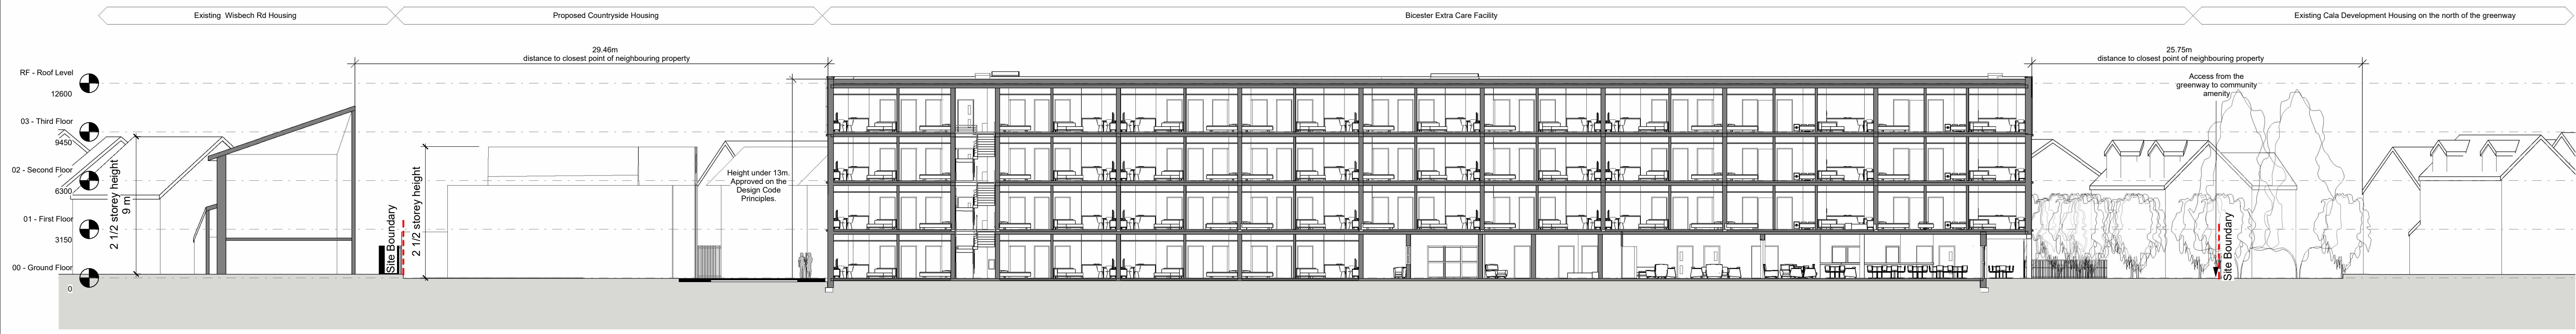 Existing Wisbech Rd Housing
Proposed Countryside Housing
Bicester Extra Care Facility
Existing Cala Development Housing on the north of the greenway
29.46m
distance to closest point of neighbouring property
25.75m
distance to closest point of neighbouring property
Access from the
greenway to community
amenity
RF - Roof Level
12600
03 - Third Floor
9450
02 - Second Floor
6300
01 - First Floor
3150
00 - Ground Floor
0
2 1/2 storey height
9 m
Site Boundary
2 1/2 storey height
Height under 13m.
Approved on the
Design Code
Principles.
Site Boundary